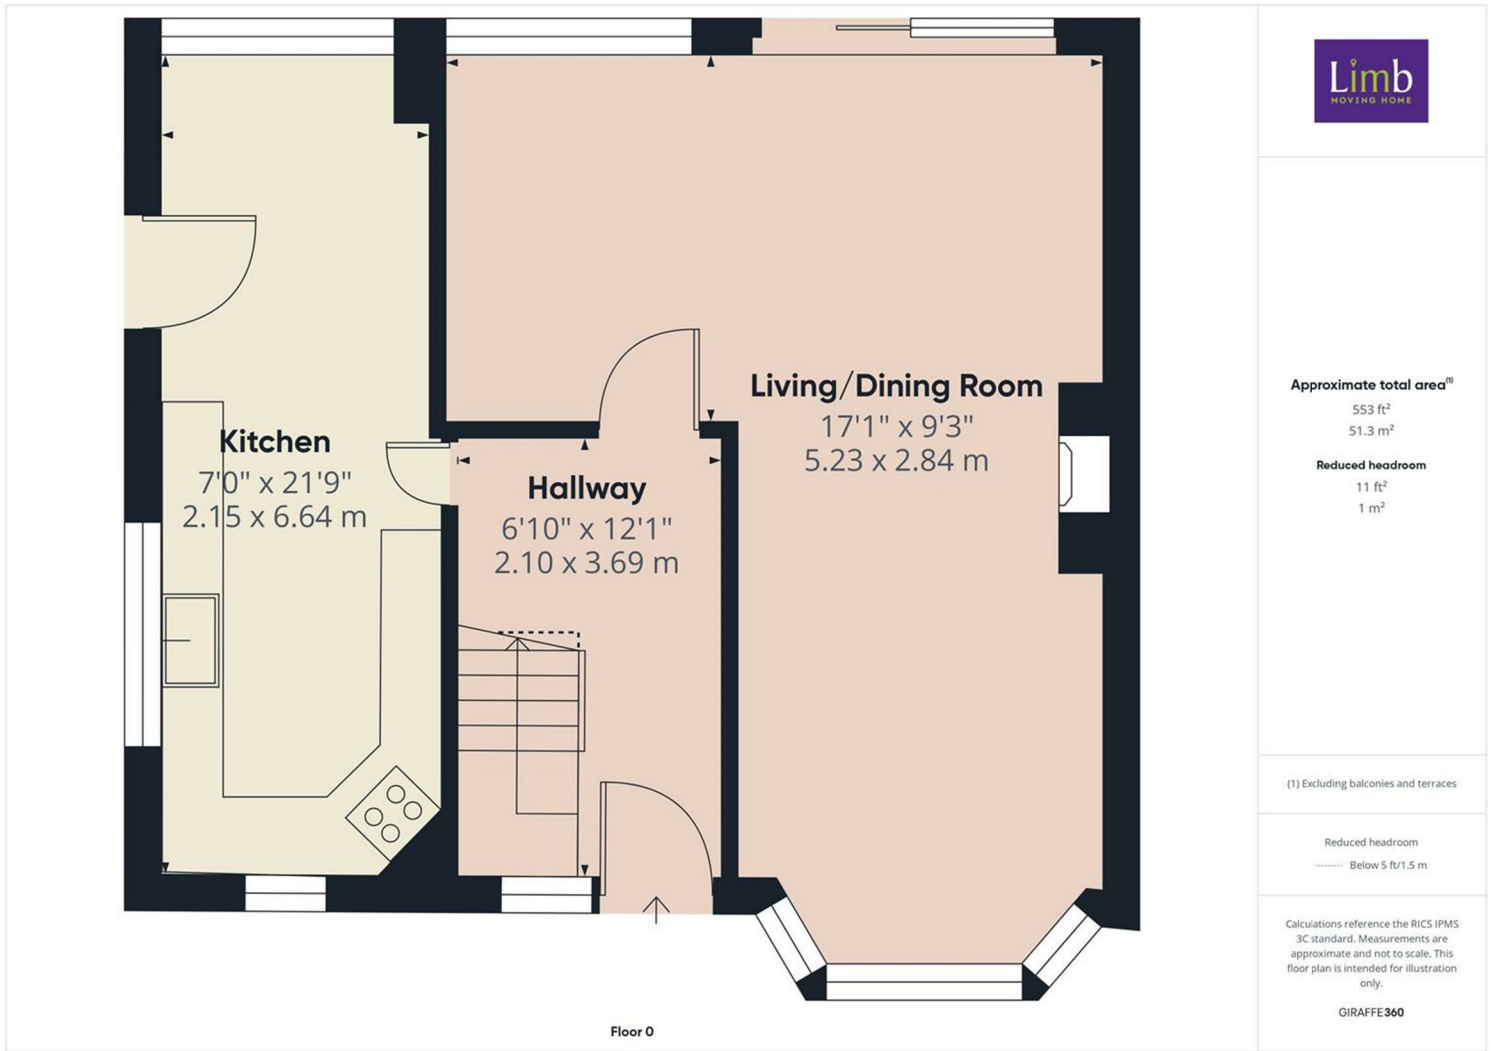 Kitchen
7'0" x 21'9"
2.15 x 6.64 m
Hallway
6'10" x 12'1"
2.10 x 3.69 m
Living/Dining Room
17'1" x 9'3"
5.23 x 2.84 m
Floor 0
Limb
MOVING HOME
Approximate total area(1)
553 ft²
51.3 m²
Reduced headroom
11 ft²
1 m²
(1) Excluding balconies and terraces
Reduced headroom
Below 5 ft/1.5 m
Calculations reference the RICS IPMS
3C standard. Measurements are
approximate and not to scale. This
floor plan is intended for illustration
only.
GIRAFFE360